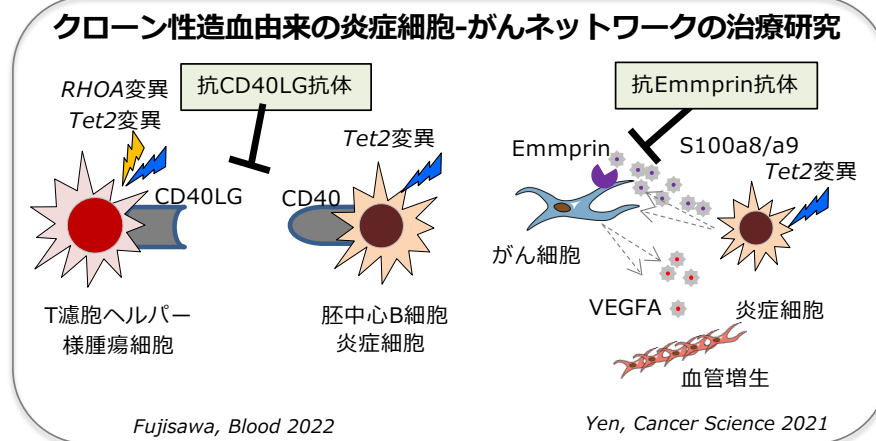 クローン性造血由来の炎症細胞-がんネットワークの治療研究
RHOA変異
Tet2変異
抗CD40LG抗体
Tet2変異
CD40LG
CD40
T濾胞ヘルパー
様腫瘍細胞
胚中心B細胞
炎症細胞
Fujisawa, Blood 2022
抗Emmprin抗体
Emmprin
S100a8/a9
Tet2変異
がん細胞
VEGFA
炎症細胞
血管増生
Yen, Cancer Science 2021